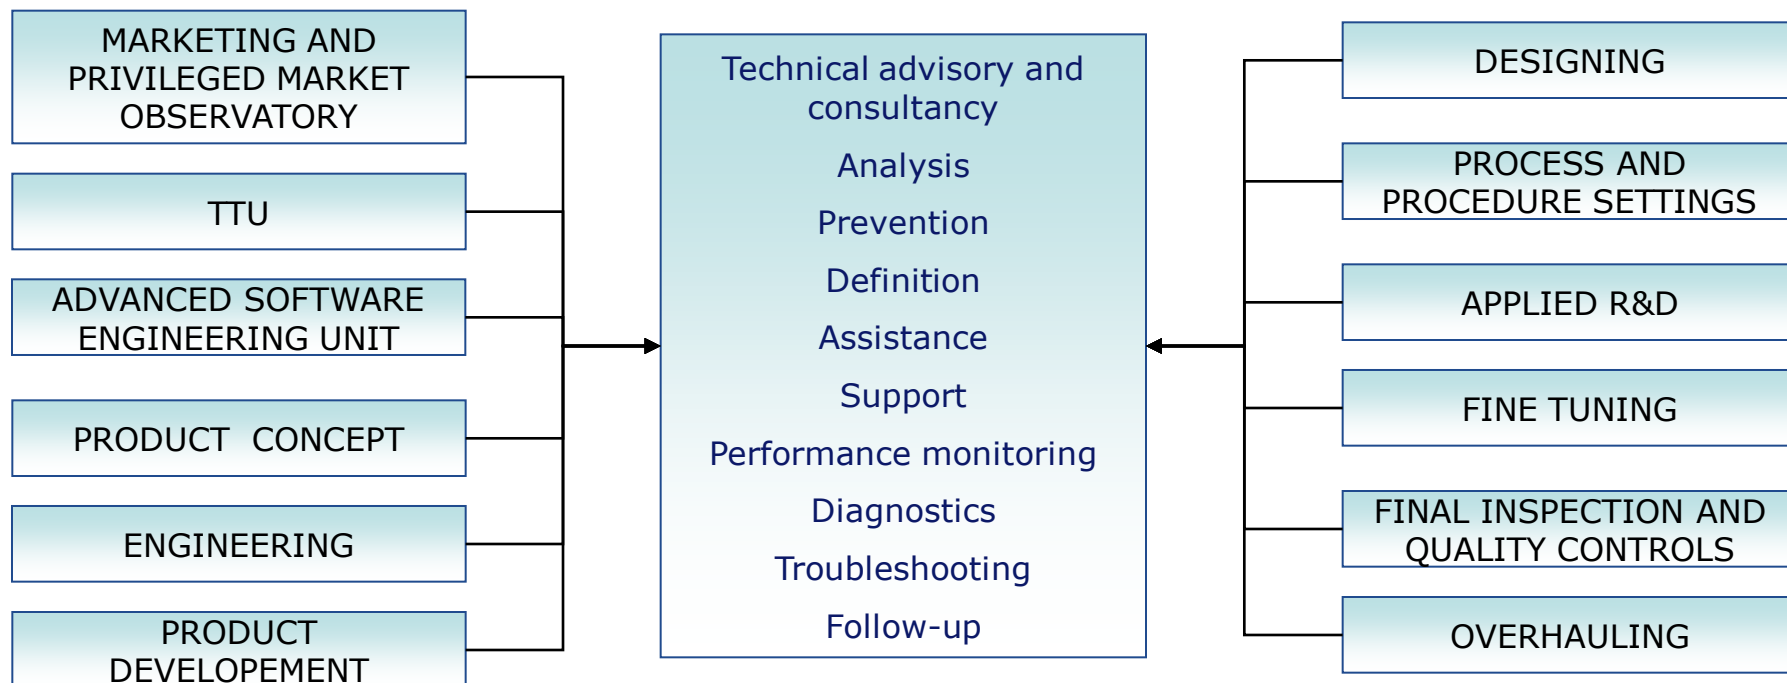 MARKETING AND
PRIVILEGED MARKET
OBSERVATORY
TTU
ADVANCED SOFTWARE
ENGINEERING UNIT
PRODUCT CONCEPT
ENGINEERING
PRODUCT
DEVELOPEMENT
Technical advisory and
consultancy
Analysis
Prevention
Definition
Assistance
Support
Performance monitoring
Diagnostics
Troubleshooting
Follow-up
DESIGNING
PROCESS AND
PROCEDURE SETTINGS
APPLIED R&D
FINE TUNING
FINAL INSPECTION AND
QUALITY CONTROLS
OVERHAULING